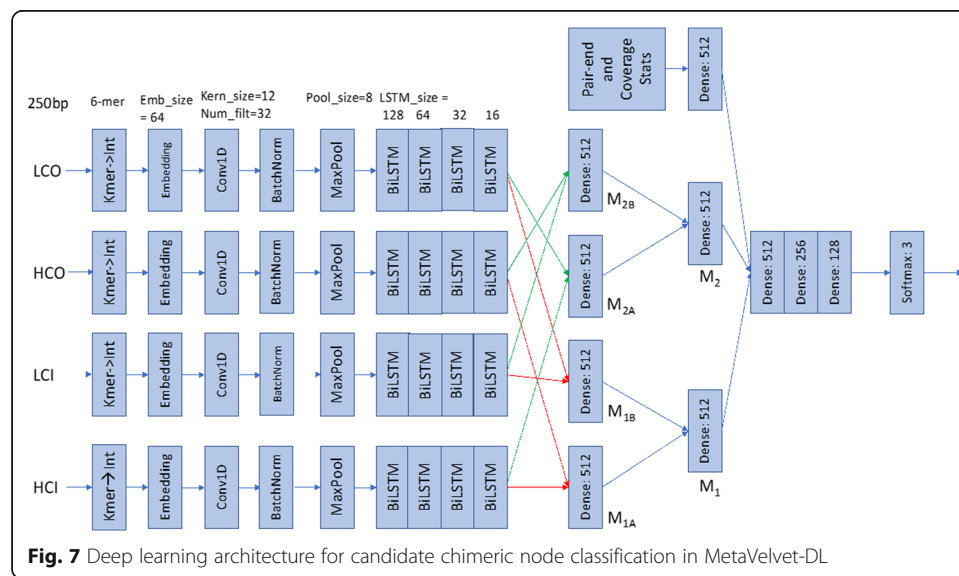 250bp
6-mer
Emb_size
= 64
Kern_size=12
Num_filt=32
Pool_size=8
LSTM_size =
128
64
32
16
Pair-end and
Coverage
Stats
Dense: 512
LCO
Kmer->Int
Embedding
Conv1D
BatchNorm
MaxPool
BiLSTM
BiLSTM
BiLSTM
BiLSTM
Dense: 512
M2B
HCO
Kmer->Int
Embedding
Conv1D
BatchNorm
MaxPool
BiLSTM
BiLSTM
BiLSTM
BiLSTM
Dense: 512
M2A
Dense: 512
M2
LCI
Kmer->Int
Embedding
Conv1D
BatchNorm
MaxPool
BiLSTM
BiLSTM
BiLSTM
BiLSTM
Dense: 512
M1B
HCI
Kmer→Int
Embedding
Conv1D
BatchNorm
MaxPool
BiLSTM
BiLSTM
BiLSTM
BiLSTM
Dense: 512
M1A
Dense: 512
M1
Dense: 512
Dense: 256
Dense: 128
Softmax: 3
Fig. 7 Deep learning architecture for candidate chimeric node classification in MetaVelvet-DL